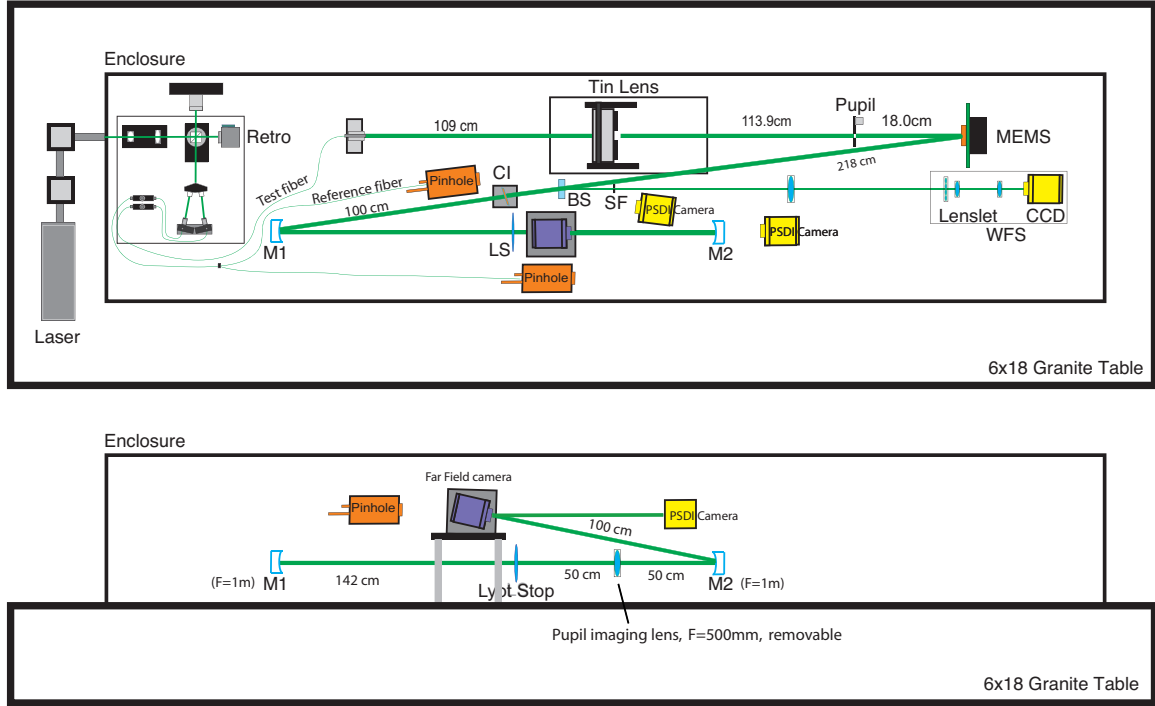 Enclosure
Tin Lens
Pupil
109 cm
113.9cm
18.0cm
Retro
MEMS
218 cm
Test fiber
Reference fiber
Pinhole
CI
100 cm
BS
SF
PSDI Camera
PSDI Camera
Lenslet
CCD
WFS
M1
LS
M2
Pinhole
Laser
6x18 Granite Table
Enclosure
Far Field camera
Pinhole
PSDI Camera
100 cm
(F=1m)
M1
142 cm
Lyot Stop
50 cm
50 cm
M2
(F=1m)
Pupil imaging lens, F=500mm, removable
6x18 Granite Table